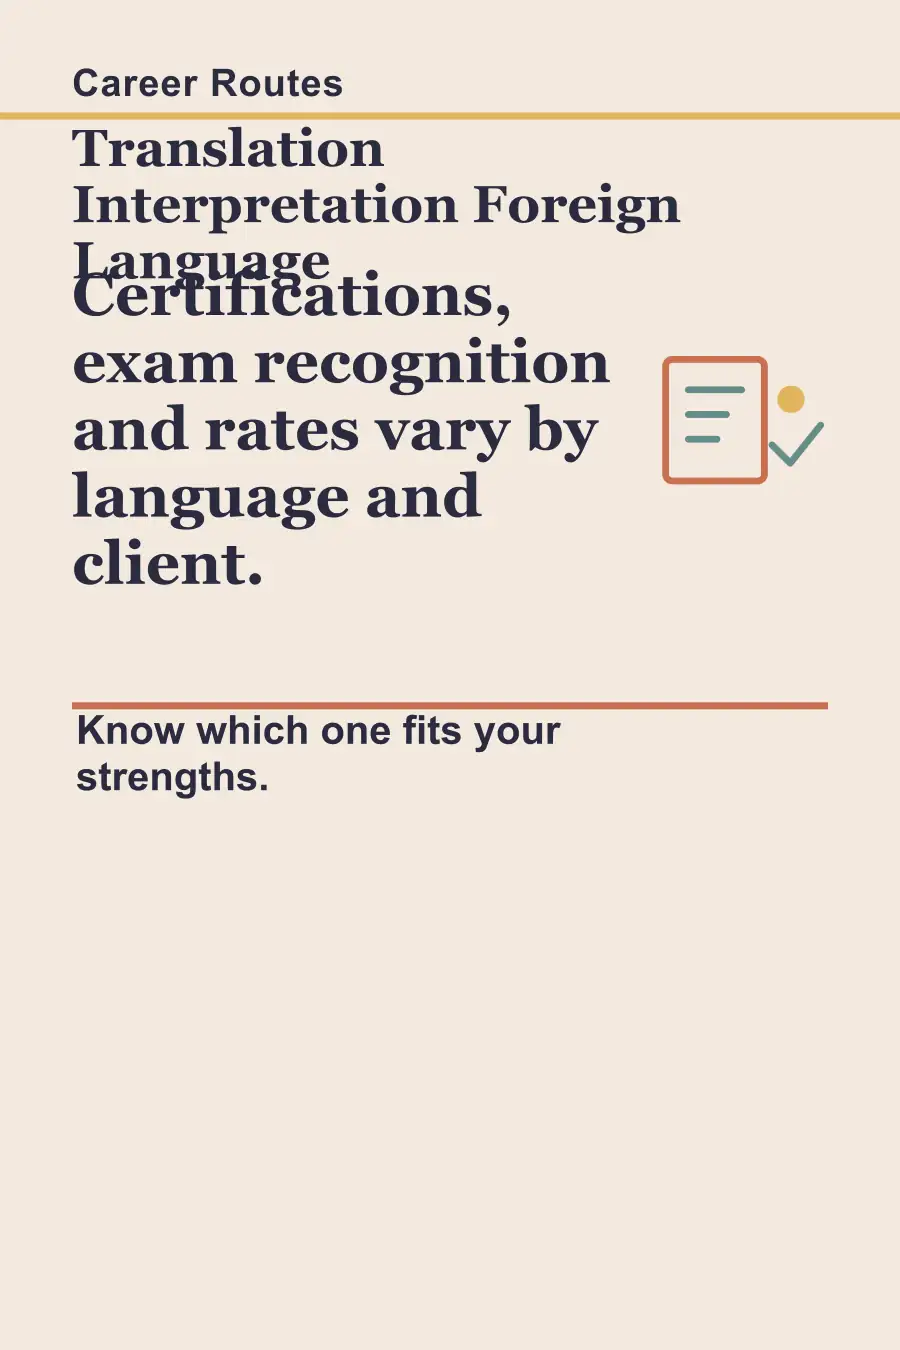 Career Routes
Translation
Interpretation Foreign
Language
Certifications,
exam recognition
and rates vary by
language and
client.
Know which one fits your
strengths.